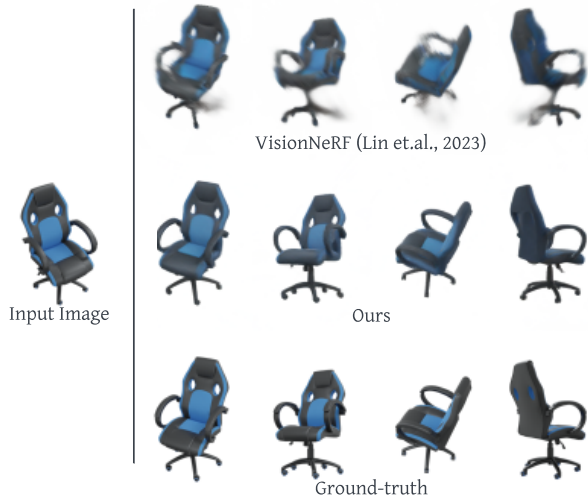 VisionNeRF (Lin et.al., 2023)
Input Image
Ours
Ground-truth